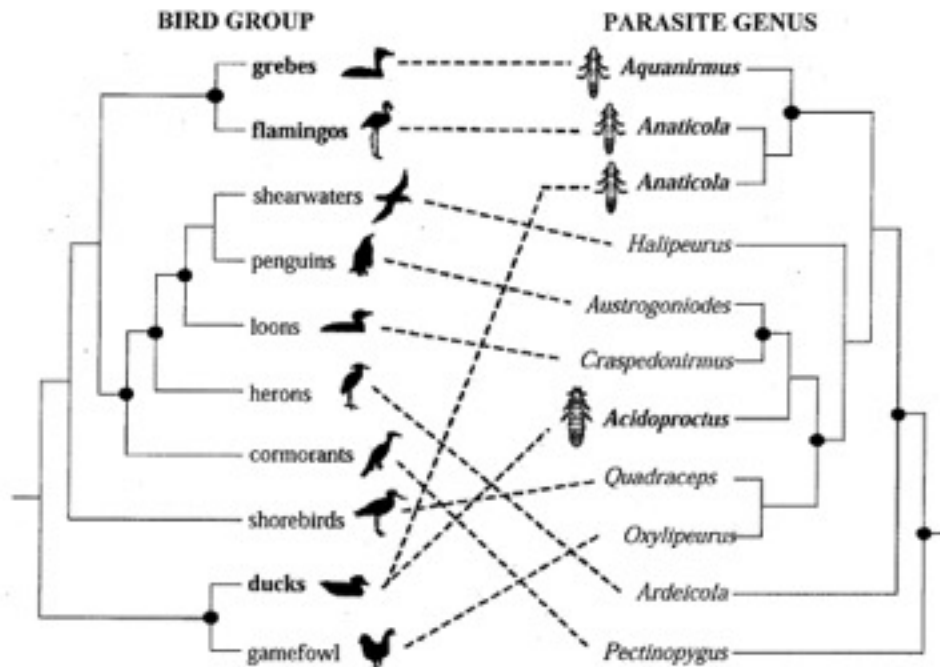 BIRD GROUP
PARASITE GENUS
grebes
Aquanirmus
flamingos
Anaticola
Anaticola
shearwaters
Halipeurus
penguins
Austrogoniodes
loons
Craspedonirmus
herons
Acidoproctus
cormorants
Quadraceps
shorebirds
Oxylipeurus
ducks
Ardeicola
gamefowl
Pectinopygus